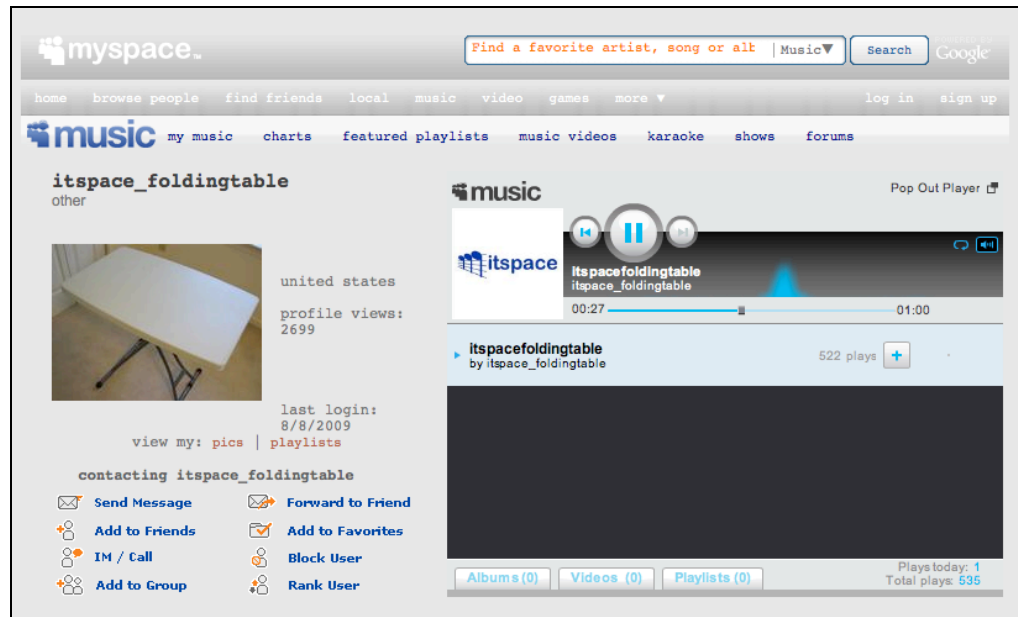 myspace™
Find a favorite artist, song or alb | Music▼ Search Google
home browse people find friends local music video games more ▼ log in sign up
music my music charts featured playlists music videos karaoke shows forums
itspace_foldingtable
other
united states
profile views:
2699
last login:
8/8/2009
view my: pics | playlists
contacting itspace_foldingtable
Send Message Forward to Friend
Add to Friends Add to Favorites
IM / Call Block User
Add to Group Rank User
music Pop Out Player
itspace
itspacefoldingtable
itspace_foldingtable
00:27 01:00
itspacefoldingtable
by itspace_foldingtable
522 plays +
Albums (0) Videos (0) Playlists (0)
Plays today: 1
Total plays: 535